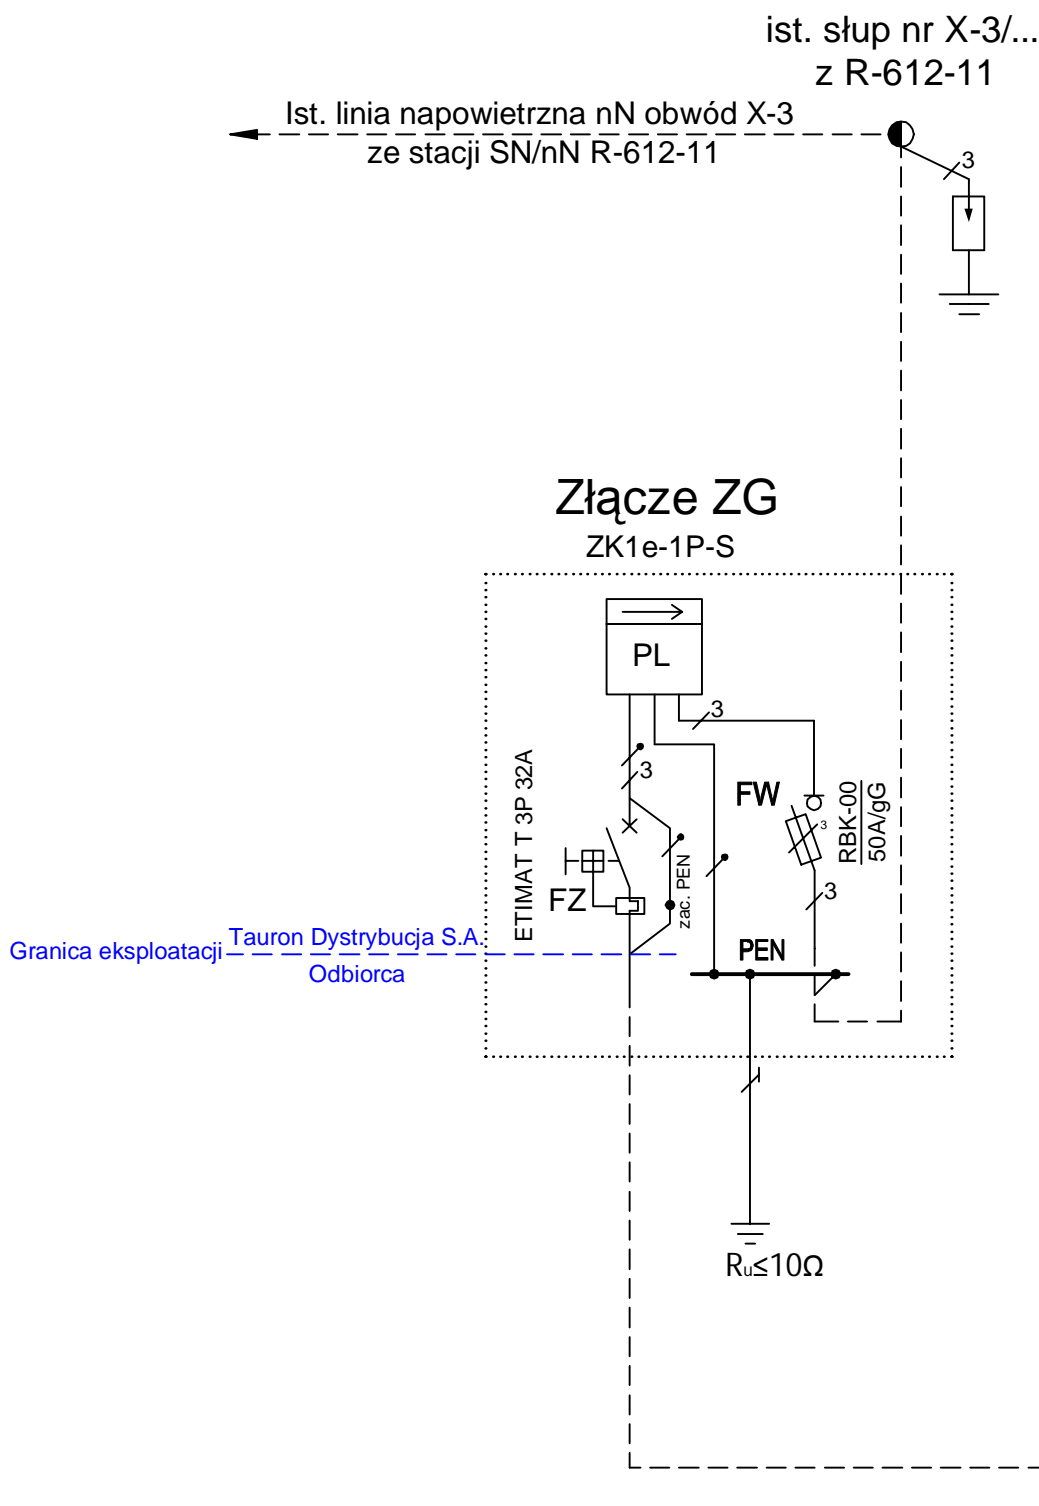 ist. słup nr X-3/...
z R-612-11
Ist. linia napowietrzna nN obwód X-3
ze stacji SN/nN R-612-11
3
Złącze ZG
ZK1e-1P-S
PL
3
3
ETIMAT T 3P 32A
FW
3
RBK-00
50A/gG
3
FZ
zac. PEN
PEN
Granica eksploatacji
Tauron Dystrybucja S.A.
Odbiorca
Ru≤10Ω